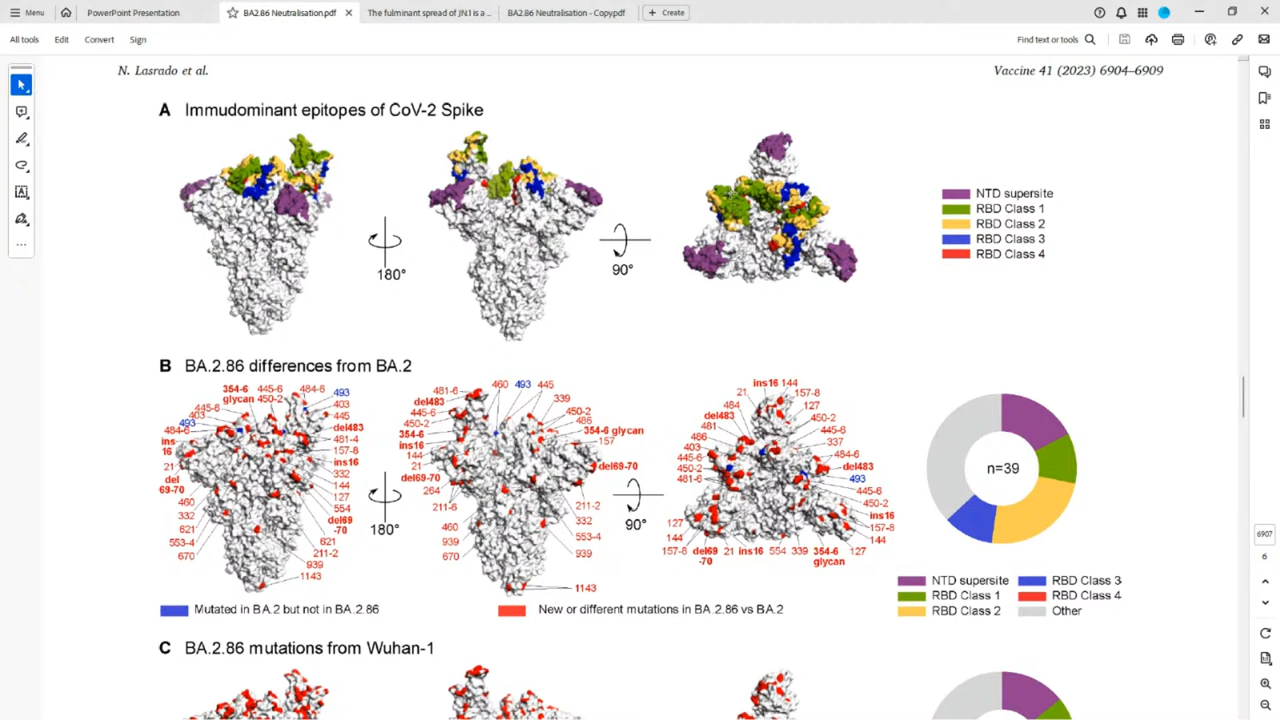 Menu
PowerPoint Presentation
BA2.86 Neutralisation.pdf
The fulminant spread of JN.1 is a ...
BA2.86 Neutralisation - Copypdf
Create
All tools Edit Convert Sign
Find text or tools
N. Lasrado et al.
Vaccine 41 (2023) 6904–6909
A Immudominant epitopes of CoV-2 Spike
180°
90°
NTD supersite
RBD Class 1
RBD Class 2
RBD Class 3
RBD Class 4
B BA.2.86 differences from BA.2
354-6
glycan
445-6
450-2
484-6
493
403
445
del483
481-4
157-8
ins16
332
144
127
554
del69
-70
621
211-2
939
1143
445-6
403
493
484-6
ins
16
21
del
69-70
460
332
621
553-4
670
180°
481-6
del483
445-6
450-2
354-6
ins16
144
21
del69-70
264
211-6
460
939
670
460
493
445
339
450-2
486
354-6 glycan
157
del69-70
211-2
332
553-4
939
1143
90°
ins16 144
21
157-8
127
450-2
445-6
337
484-6
del483
493
445-6
450-2
ins16
157-8
144
484
del483
481
486
403
445-6
450-2
481-6
127
144
157-8
del69
-70
21
ins16
554
339
354-6
glycan
127
n=39
Mutated in BA.2 but not in BA.2.86
New or different mutations in BA.2.86 vs BA.2
NTD supersite
RBD Class 1
RBD Class 2
RBD Class 3
RBD Class 4
Other
C BA.2.86 mutations from Wuhan-1
6907
6